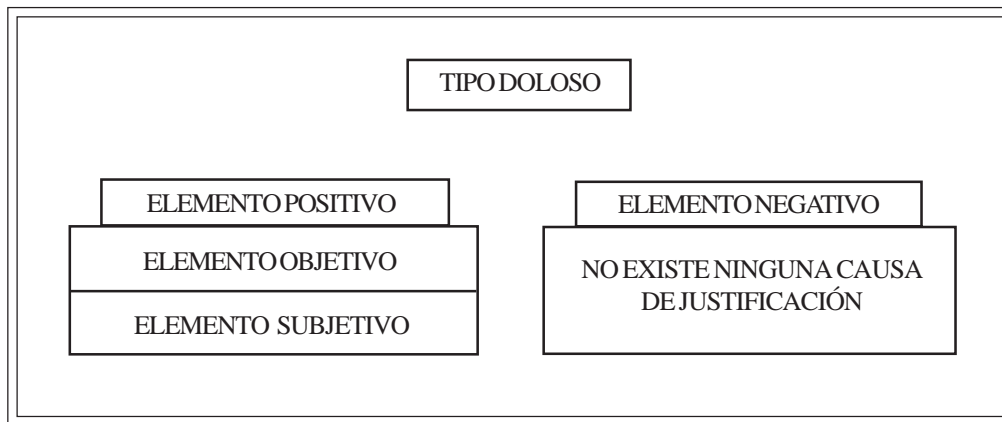 TIPO DOLOSO
ELEMENTO POSITIVO
ELEMENTO OBJETIVO
ELEMENTO SUBJETIVO
ELEMENTO NEGATIVO
NO EXISTE NINGUNA CAUSA
DE JUSTIFICACIÓN